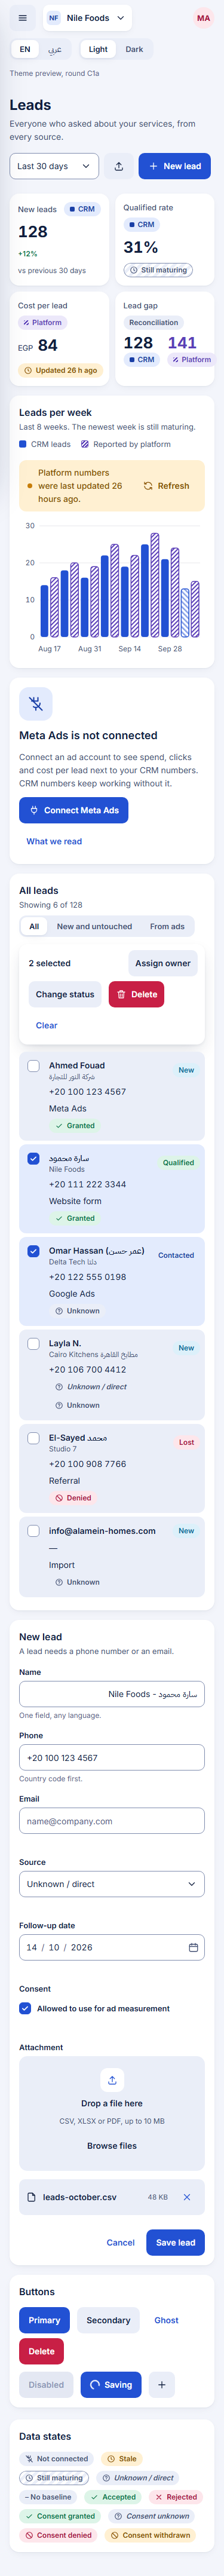 NF Nile Foods MA
EN عربي Light Dark
Theme preview, round C1a
Leads
Everyone who asked about your services, from
every source.
Last 30 days New lead
New leads CRM
128
+12%
vs previous 30 days
Qualified rate
CRM
31%
Still maturing
Cost per lead
Platform
EGP 84
Updated 26 h ago
Lead gap
Reconciliation
128 141
CRM Platform
Leads per week
Last 8 weeks. The newest week is still maturing.
CRM leads Reported by platform
Platform numbers
were last updated 26
hours ago.
Refresh
30
20
10
0
Aug 17 Aug 31 Sep 14 Sep 28
Meta Ads is not connected
Connect an ad account to see spend, clicks
and cost per lead next to your CRM numbers.
CRM numbers keep working without it.
Connect Meta Ads
What we read
All leads
Showing 6 of 128
All New and untouched From ads
2 selected Assign owner
Change status Delete
Clear
Ahmed Fouad New
شركة النور للتجارة
+20 100 123 4567
Meta Ads
Granted
سارة محمود Qualified
Nile Foods
+20 111 222 3344
Website form
Granted
Omar Hassan (عمر حسن) Contacted
Delta Tech دلتا
+20 122 555 0198
Google Ads
Unknown
Layla N. New
Cairo Kitchens مطابخ القاهرة
+20 106 700 4412
Unknown / direct
Unknown
El-Sayed محمد Lost
Studio 7
+20 100 908 7766
Referral
Denied
info@alamein-homes.com New
—
Import
Unknown
New lead
A lead needs a phone number or an email.
Name
سارة محمود - Nile Foods
One field, any language.
Phone
+20 100 123 4567
Country code first.
Email
name@company.com
Source
Unknown / direct
Follow-up date
14 / 10 / 2026
Consent
Allowed to use for ad measurement
Attachment
Drop a file here
CSV, XLSX or PDF, up to 10 MB
Browse files
leads-october.csv 48 KB
Cancel Save lead
Buttons
Primary Secondary Ghost
Delete
Disabled Saving
Data states
Not connected Stale
Still maturing Unknown / direct
– No baseline Accepted Rejected
Consent granted Consent unknown
Consent denied Consent withdrawn